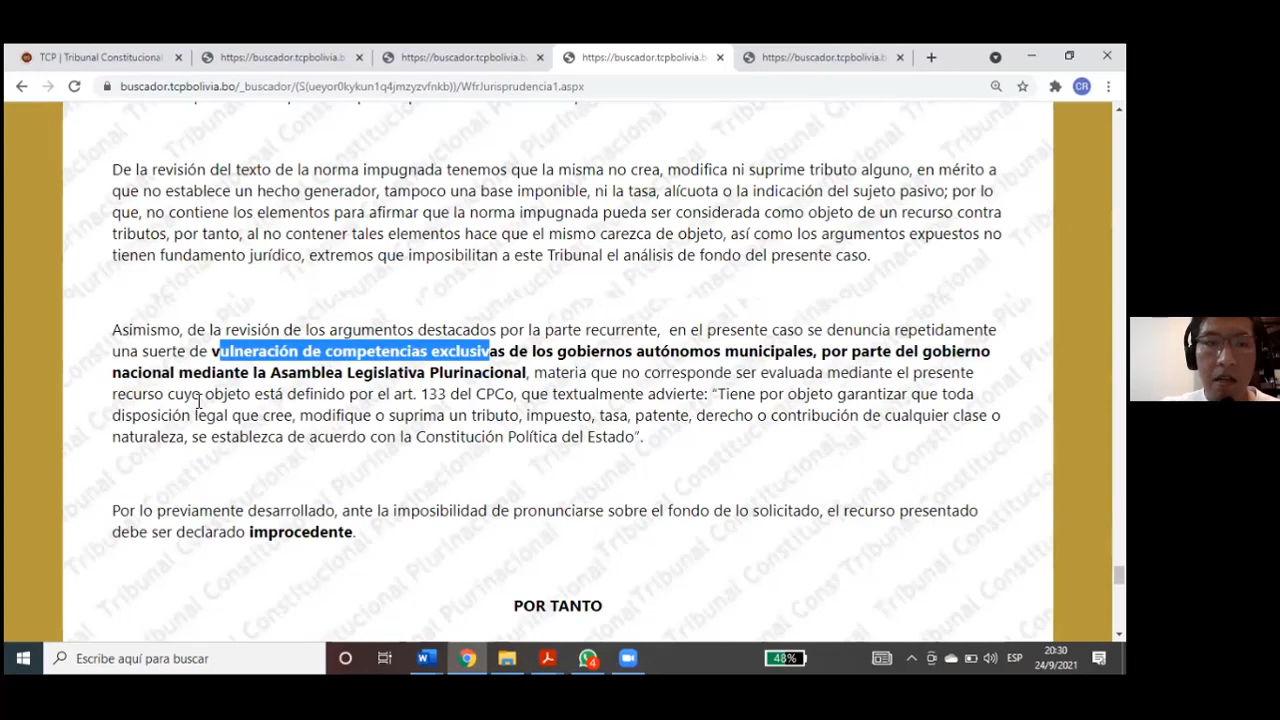 TCP | Tribunal Constitucional
https://buscador.tcpbolivia.b
https://buscador.tcpbolivia.
https://buscador.tcpbolivia.
https://buscador.tcpbolivia.b
buscador.tcpbolivia.bo/_buscador/(S(ueyor0kykun1q4jmzyzvfnkb))/WfrJurisprudencia1.aspx
CR
De la revisión del texto de la norma impugnada tenemos que la misma no crea, modifica ni suprime tributo alguno, en mérito a
que no establece un hecho generador, tampoco una base imponible, ni la tasa, alícuota o la indicación del sujeto pasivo; por lo
que, no contiene los elementos para afirmar que la norma impugnada pueda ser considerada como objeto de un recurso contra
tributos, por tanto, al no contener tales elementos hace que el mismo carezca de objeto, así como los argumentos expuestos no
tienen fundamento jurídico, extremos que imposibilitan a este Tribunal el análisis de fondo del presente caso.
Asimismo, de la revisión de los argumentos destacados por la parte recurrente, en el presente caso se denuncia repetidamente
una suerte de vulneración de competencias exclusivas de los gobiernos autónomos municipales, por parte del gobierno
nacional mediante la Asamblea Legislativa Plurinacional, materia que no corresponde ser evaluada mediante el presente
recurso cuyo objeto está definido por el art. 133 del CPCo, que textualmente advierte: “Tiene por objeto garantizar que toda
disposición legal que cree, modifique o suprima un tributo, impuesto, tasa, patente, derecho o contribución de cualquier clase o
naturaleza, se establezca de acuerdo con la Constitución Política del Estado”.
Por lo previamente desarrollado, ante la imposibilidad de pronunciarse sobre el fondo de lo solicitado, el recurso presentado
debe ser declarado improcedente.
POR TANTO
Escribe aquí para buscar
4
48%
ESP
20:30
24/9/2021